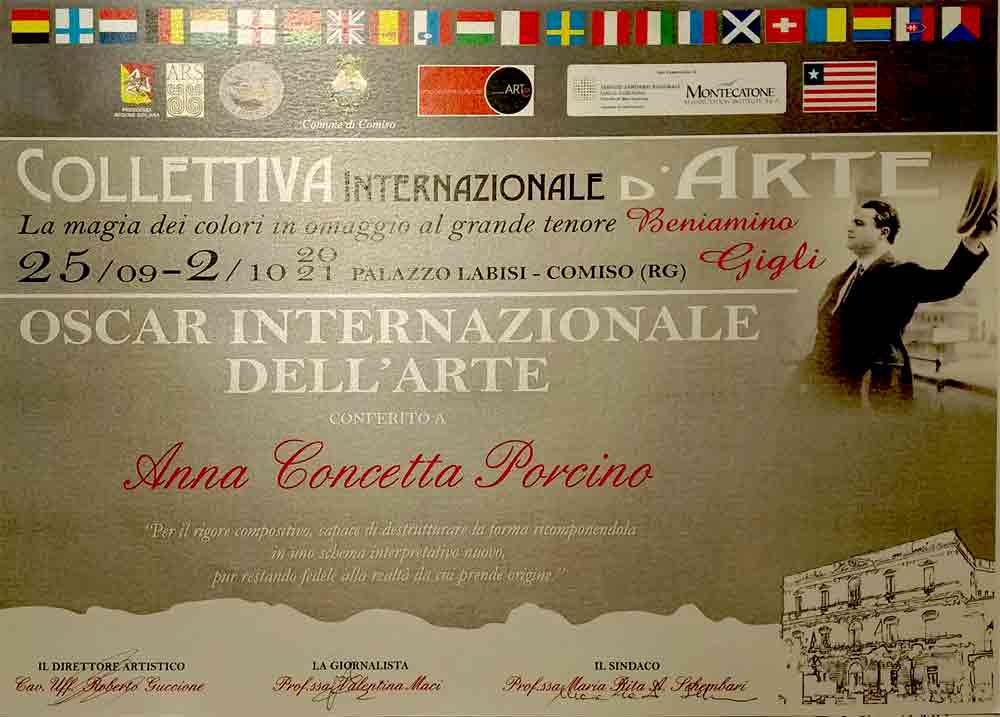 ARS
Comune di Comiso
ARTe
MONTECATONE
COLLETTIVA INTERNAZIONALE D'ARTE
La magia dei colori in omaggio al grande tenore Beniamino
Gigli
25/09-2/10 2021 PALAZZO LABISI - COMISO (RG)
OSCAR INTERNAZIONALE
DELL'ARTE
CONFERITO A
Anna Concetta Porcino
"Per il rigore compositivo, capace di destrutturare la forma ricomponendola
in uno schema interpretativo nuovo,
pur restando fedele alla realtà da cui prende origine."
IL DIRETTORE ARTISTICO
Cav. Uff. Roberto Guccione
LA GIORNALISTA
Prof.ssa Valentina Maci
IL SINDACO
Prof.ssa Maria Rita A. Schembari